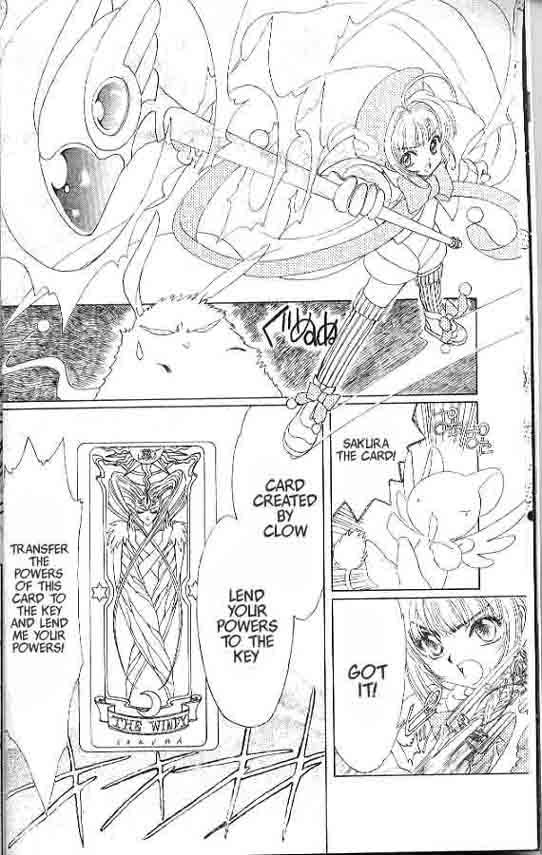 SAKURA
THE CARD!
GOT
IT!
CARD
CREATED
BY
CLOW
LEND
YOUR
POWERS
TO THE
KEY
THE WINDY
SAKURA
TRANSFER
THE
POWERS
OF THIS
CARD TO
THE KEY
AND LEND
ME YOUR
POWERS!